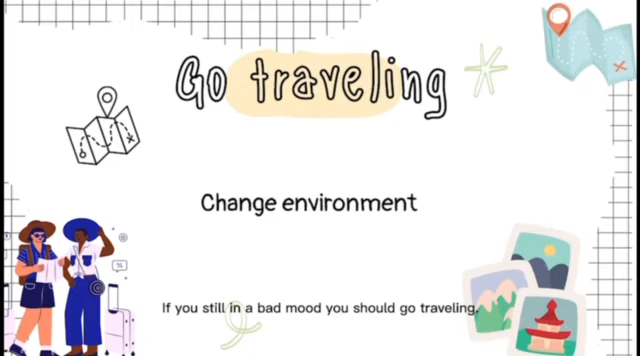 Go traveling
Change environment
If you still in a bad mood you should go traveling.